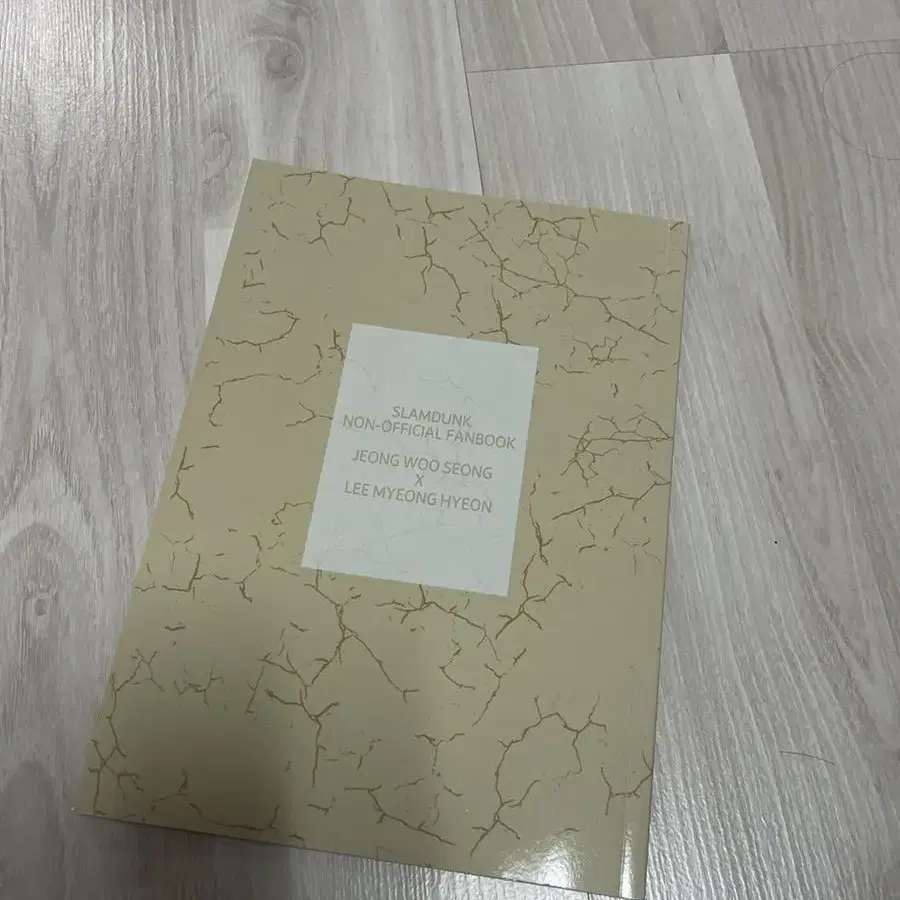 SLAMDUNK
NON-OFFICIAL FANBOOK
JEONG WOO SEONG
X
LEE MYEONG HYEON